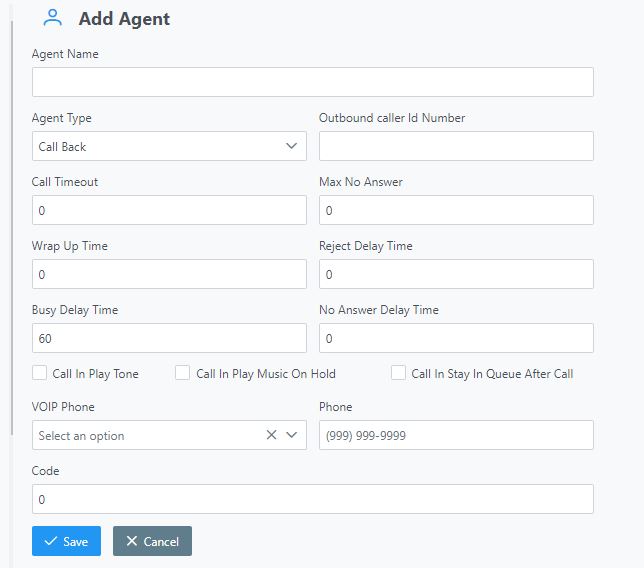 Add Agent
Agent Name
Agent Type
Outbound caller Id Number
Call Back
Call Timeout
Max No Answer
0
0
Wrap Up Time
Reject Delay Time
0
0
Busy Delay Time
No Answer Delay Time
60
0
Call In Play Tone
Call In Play Music On Hold
Call In Stay In Queue After Call
VOIP Phone
Phone
Select an option
(999) 999-9999
Code
0
Save
Cancel